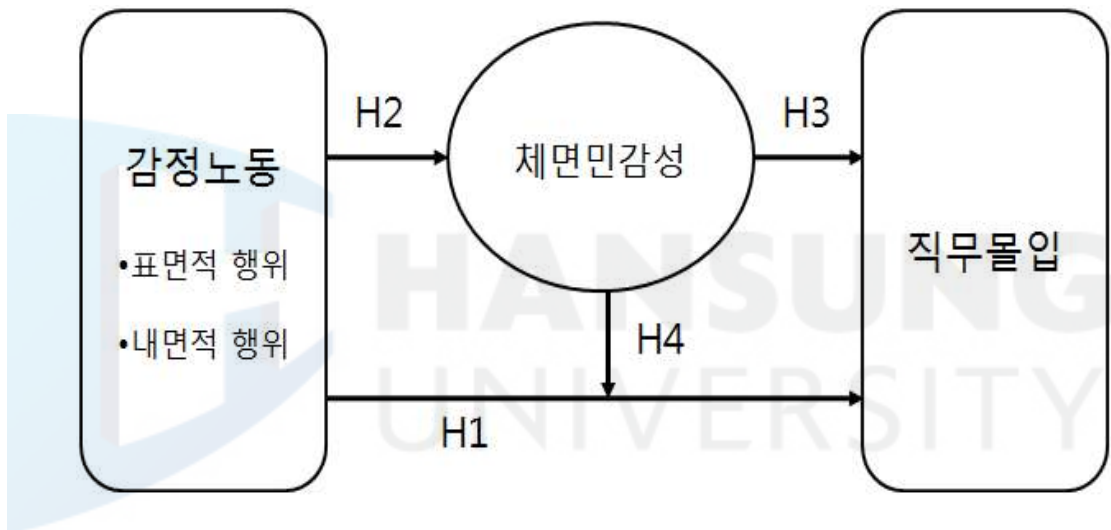 H2
H3
감정노동
체면민감성
•표면적 행위
직무몰입
•내면적 행위
H4
H1
HANSUNG
UNIVERSITY